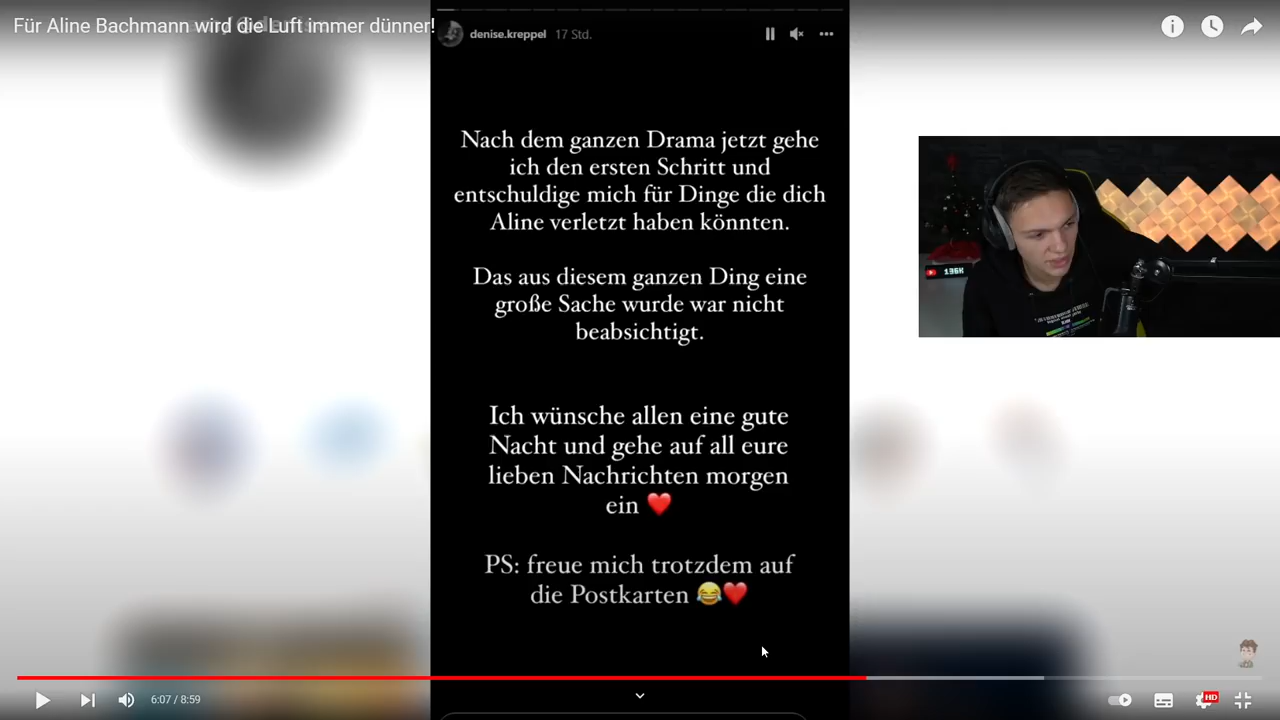 Für Aline Bachmann wird die Luft immer dünner!
denise.kreppel 17 Std.
Nach dem ganzen Drama jetzt gehe
ich den ersten Schritt und
entschuldige mich für Dinge die dich
Aline verletzt haben könnten.
Das aus diesem ganzen Ding eine
große Sache wurde war nicht
beabsichtigt.
Ich wünsche allen eine gute
Nacht und gehe auf all eure
lieben Nachrichten morgen
ein ❤️
PS: freue mich trotzdem auf
die Postkarten 😂❤️
136K
6:07 / 8:59
HD